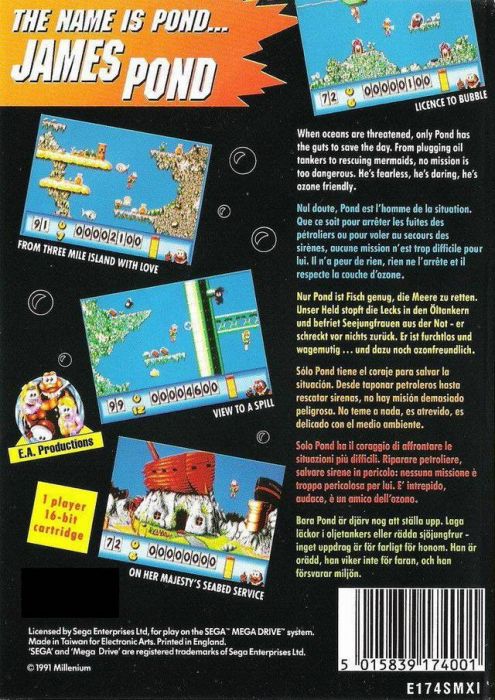 THE NAME IS POND...
JAMES POND
72 00000100
LICENCE TO BUBBLE
When oceans are threatened, only Pond has
the guts to save the day. From plugging oil
tankers to rescuing mermaids, no mission is
too dangerous. He's fearless, he's daring, he's
ozone friendly.
91 00002100
FROM THREE MILE ISLAND WITH LOVE
Nul doute, Pond est l'homme de la situation.
Que ce soit pour arrêter les fuites des
pétroliers ou pour voler au secours des
sirènes, aucune mission n'est trop difficile pour
lui. Il n'a peur de rien, rien ne l'arrête et il
respecte la couche d'ozone.
Nur Pond ist Fisch genug, die Meere zu retten.
Unser Held stopft die Lecks in den Öltankern
und befriet Seejungfrauen aus der Not - er
schreckt vor nichts zurück. Er ist furchtlos und
wagemutig ... und dazu noch ozonfreundlich.
99 00004600
VIEW TO A SPILL
Sólo Pond tiene el coraje para salvar la
situación. Desde taponar petroleros hasta
rescatar sirenas, no hay misión demasiado
peligrosa. No teme a nada, es atrevido, es
delicado con el medio ambiente.
E.A. Productions
Solo Pond ha il coraggio di affrontare le
situazioni più difficili. Riparare petroliere,
salvare sirene in pericolo: nessuna missione è
troppo pericolosa per lui. E' intrepido,
audace, è un amico dell'ozono.
1 player
16-bit
cartridge
72 00000000
ON HER MAJESTY'S SEABED SERVICE
Bara Pond är djärv nog att ställa upp. Laga
läckor i oljetankers eller rädda sjöjungfrur -
inget uppdrag är för farligt för honom. Han är
orädd, han viker inte för faran, och han
försvarar miljön.
Licensed by Sega Enterprises Ltd, for play on the SEGA™ MEGA DRIVE™ system.
Made in Taiwan for Electronic Arts. Printed in England.
'SEGA' and 'Mega Drive' are registered trademarks of Sega Enterprises Ltd.
© 1991 Millenium
5 015839 174001
E174SMXI